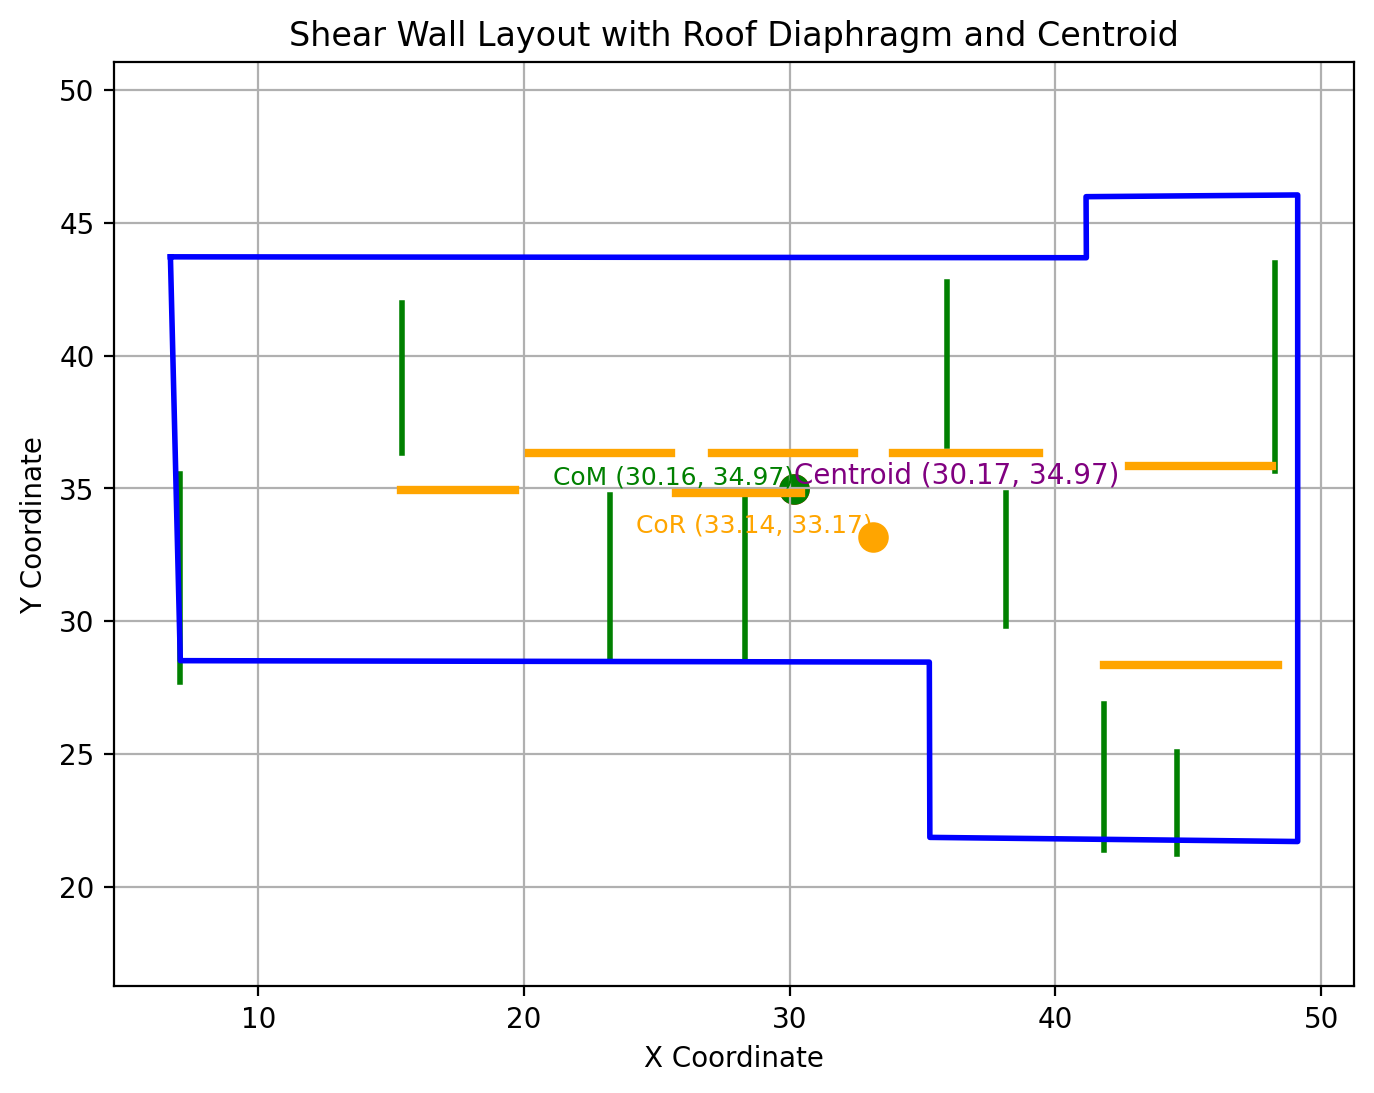 Shear Wall Layout with Roof Diaphragm and Centroid
50
45
40
35
30
25
20
Y Coordinate
CoM (30.16, 34.97)
Centroid (30.17, 34.97)
CoR (33.14, 33.17)
10 20 30 40 50
X Coordinate